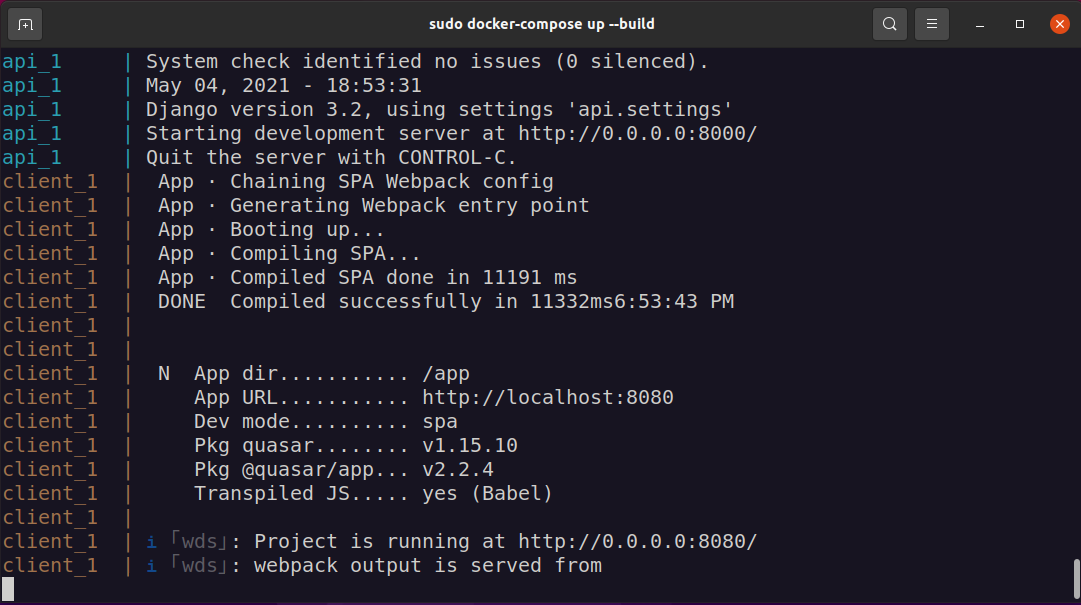 sudo docker-compose up --build
api_1 | System check identified no issues (0 silenced).
api_1 | May 04, 2021 - 18:53:31
api_1 | Django version 3.2, using settings 'api.settings'
api_1 | Starting development server at http://0.0.0.0:8000/
api_1 | Quit the server with CONTROL-C.
client_1 | App · Chaining SPA Webpack config
client_1 | App · Generating Webpack entry point
client_1 | App · Booting up...
client_1 | App · Compiling SPA...
client_1 | App · Compiled SPA done in 11191 ms
client_1 | DONE Compiled successfully in 11332ms6:53:43 PM
client_1 |
client_1 |
client_1 | N App dir........... /app
client_1 | App URL........... http://localhost:8080
client_1 | Dev mode.......... spa
client_1 | Pkg quasar........ v1.15.10
client_1 | Pkg @quasar/app... v2.2.4
client_1 | Transpiled JS..... yes (Babel)
client_1 |
client_1 | ℹ 「wds」: Project is running at http://0.0.0.0:8080/
client_1 | ℹ 「wds」: webpack output is served from